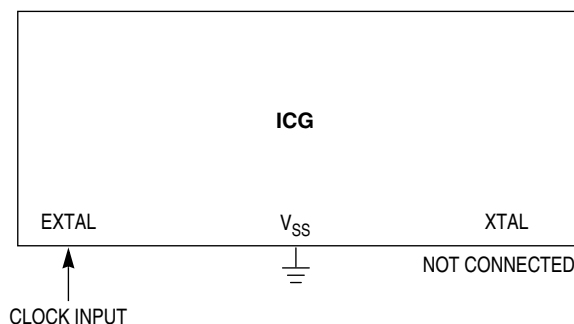 ICG
EXTAL
VSS
XTAL
NOT CONNECTED
CLOCK INPUT